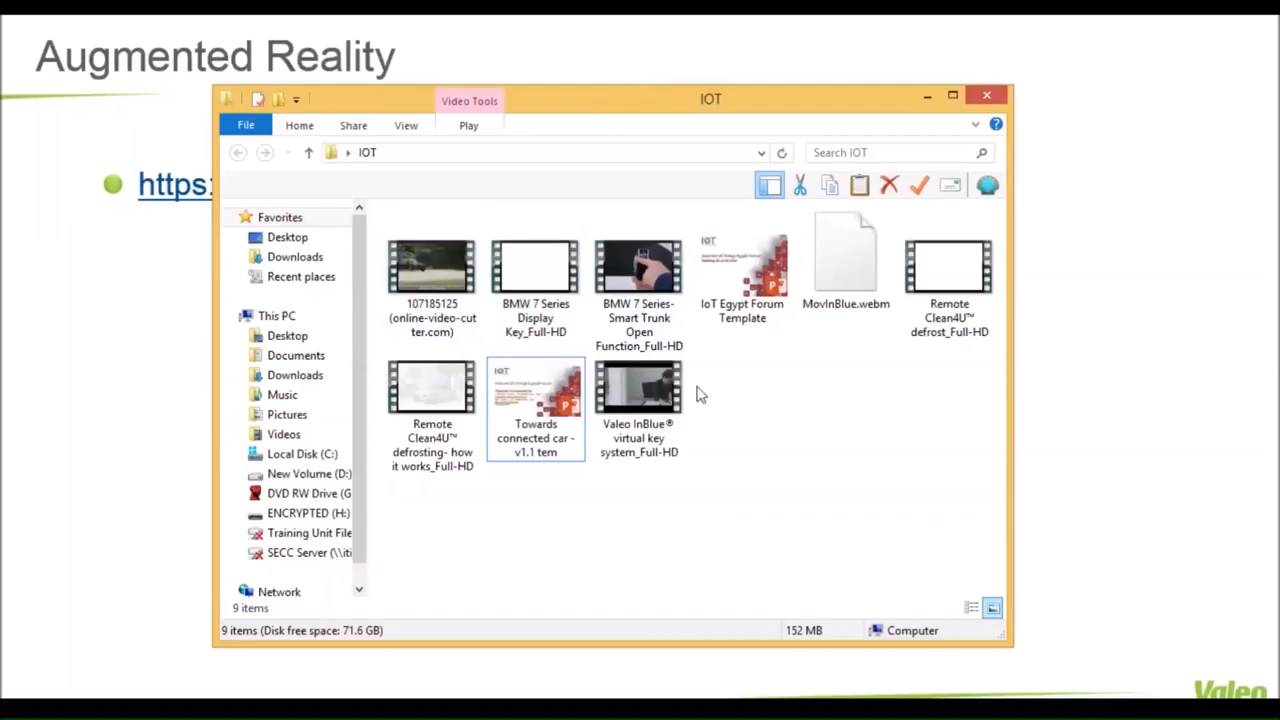 Augmented Reality
https:
Video Tools
IOT
File
Home
Share
View
Play
IOT
Search IOT
Favorites
Desktop
Downloads
Recent places
This PC
Desktop
Documents
Downloads
Music
Pictures
Videos
Local Disk (C:)
New Volume (D:)
DVD RW Drive (G
ENCRYPTED (H:)
Training Unit File
SECC Server (\\iti
Network
107185125
(online-video-cut
ter.com)
BMW 7 Series
Display
Key_Full-HD
BMW 7 Series-
Smart Trunk
Open
Function_Full-HD
IOT
IoT Egypt Forum
Template
MovInBlue.webm
Remote
Clean4U™
defrost_Full-HD
Remote
Clean4U™
defrosting- how
it works_Full-HD
IOT
Towards
connected car -
v1.1 tem
Valeo InBlue®
virtual key
system_Full-HD
9 items
9 items (Disk free space: 71.6 GB)
152 MB
Computer
Valeo